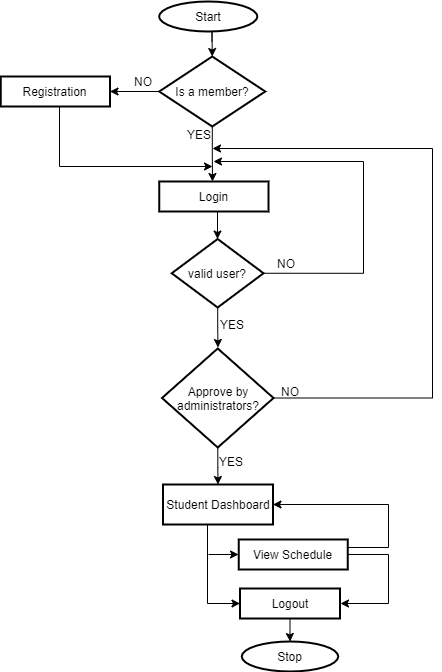 Start
Is a member?
NO
Registration
YES
Login
valid user?
NO
YES
Approve by
administrators?
NO
YES
Student Dashboard
View Schedule
Logout
Stop